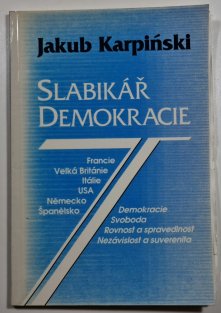 Jakub Karpiński
SLABIKÁŘ
DEMOKRACIE
Francie
Velká Británie
Itálie
USA
Německo
Španělsko
Demokracie
Svoboda
Rovnost a spravedlnost
Nezávislost a suverenita